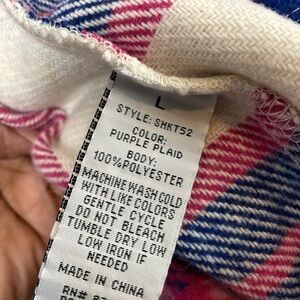 L
STYLE: SHKT52
COLOR:
PURPLE PLAID
BODY:
100%POLYESTER
MACHINE WASH COLD
WITH LIKE COLORS
GENTLE CYCLE
DO NOT BLEACH
TUMBLE DRY LOW
LOW IRON IF
NEEDED
MADE IN CHINA
RN#